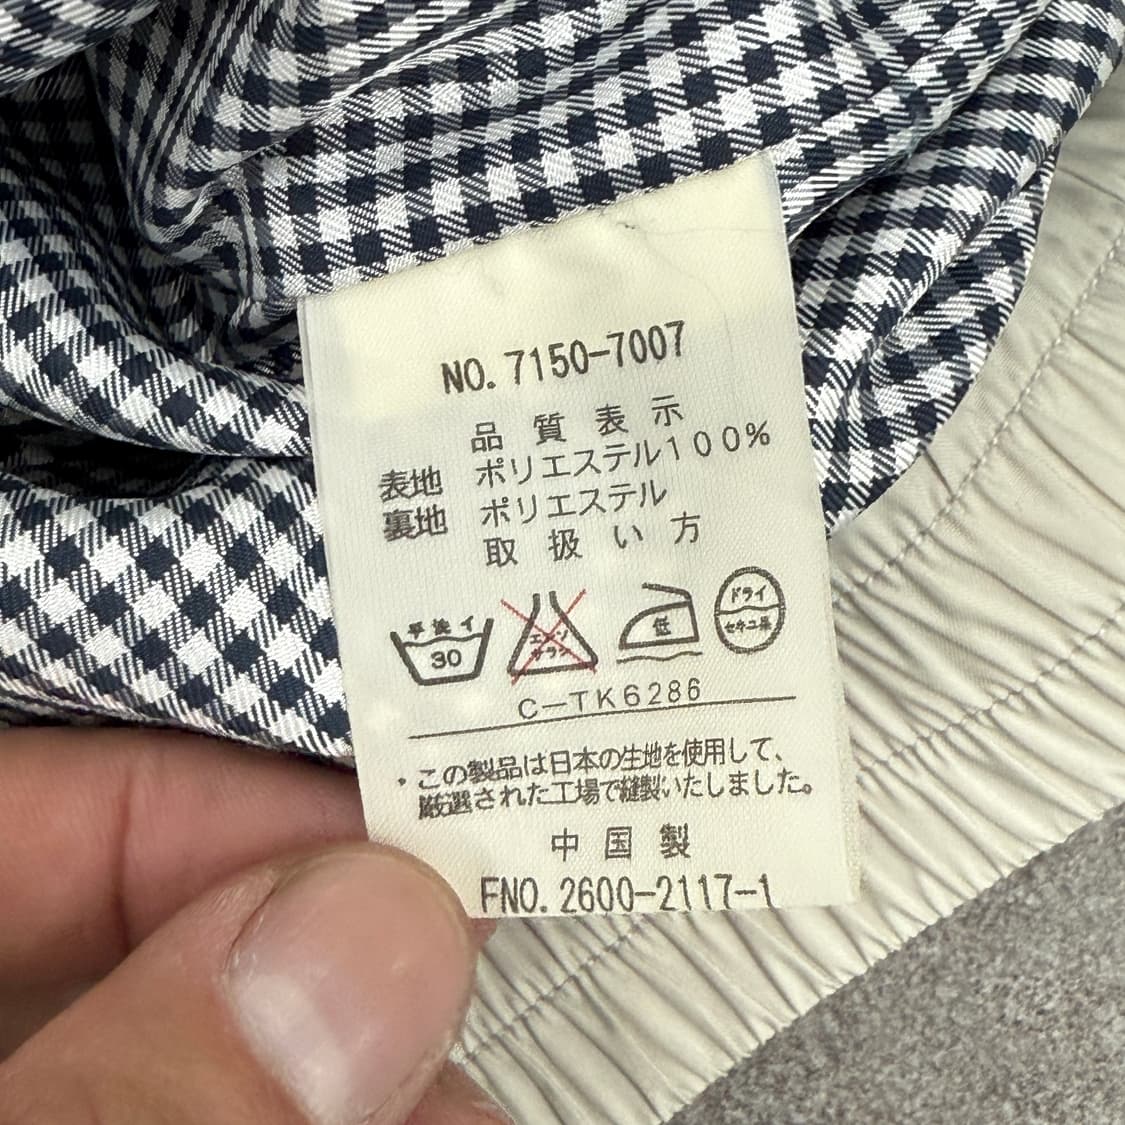 NO. 7150-7007
品質表示
表地 ポリエステル100%
裏地 ポリエステル
取扱い方
手洗イ 30
エンソ サラシ
低
ドライ セキユ系
C-TK6286
・この製品は日本の生地を使用して、
厳選された工場で縫製いたしました。
中国製
FNO. 2600-2117-1